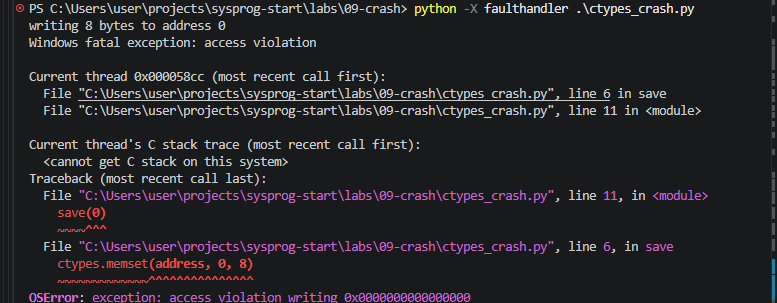 PS C:\Users\user\projects\sysprog-start\labs\09-crash> python -X faulthandler .\ctypes_crash.py
writing 8 bytes to address 0
Windows fatal exception: access violation
Current thread 0x000058cc (most recent call first):
  File "C:\Users\user\projects\sysprog-start\labs\09-crash\ctypes_crash.py", line 6 in save
  File "C:\Users\user\projects\sysprog-start\labs\09-crash\ctypes_crash.py", line 11 in <module>
Current thread's C stack trace (most recent call first):
  <cannot get C stack on this system>
Traceback (most recent call last):
  File "C:\Users\user\projects\sysprog-start\labs\09-crash\ctypes_crash.py", line 11, in <module>
    save(0)
    ~~~~^^^
  File "C:\Users\user\projects\sysprog-start\labs\09-crash\ctypes_crash.py", line 6, in save
    ctypes.memset(address, 0, 8)
    ~~~~~~~~~~~~~^^^^^^^^^^^^^^^
OSError: exception: access violation writing 0x0000000000000000